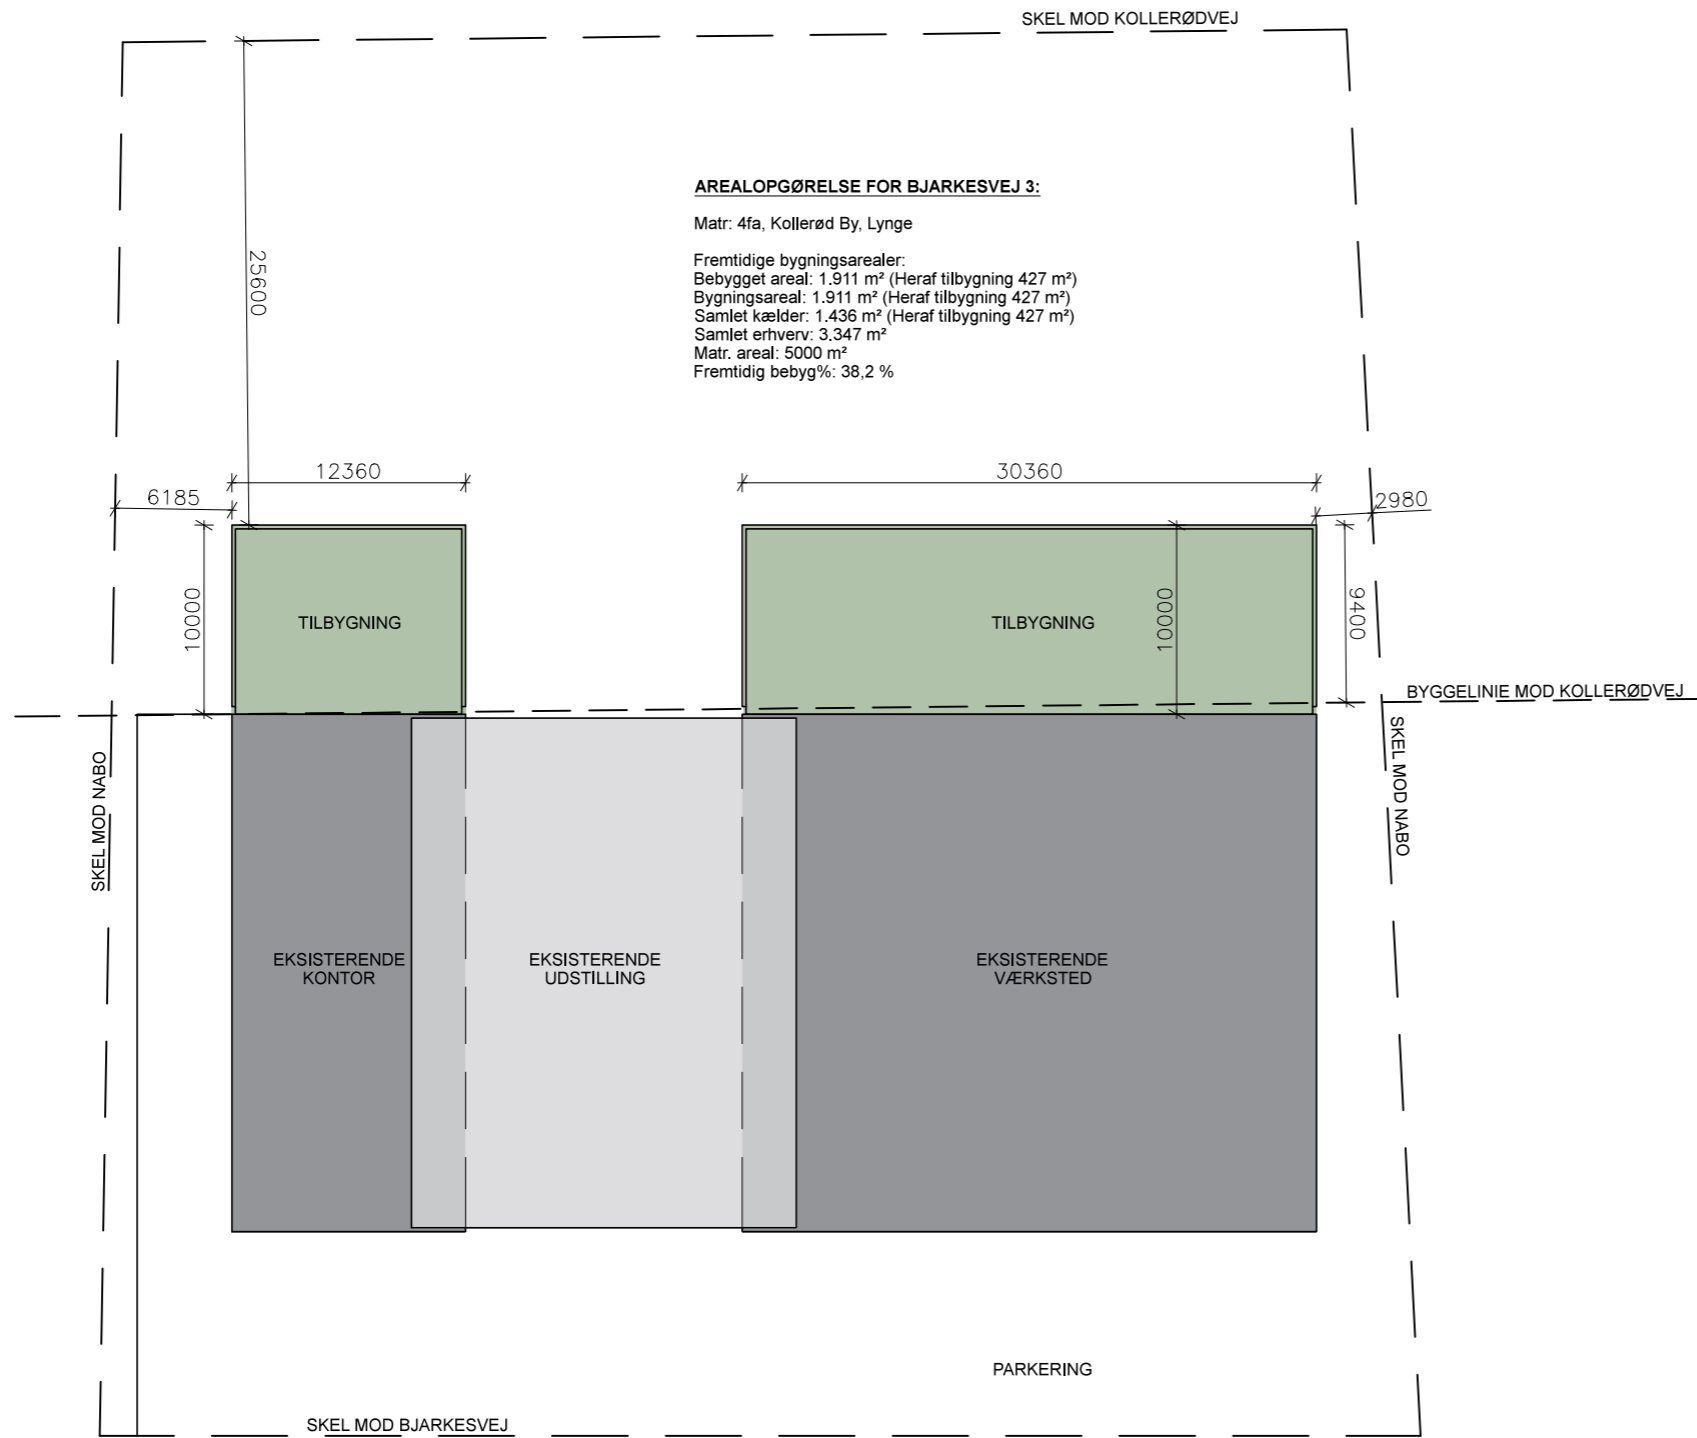 SKEL MOD KOLLERØDVEJ
AREALOPGØRELSE FOR BJARKESVEJ 3:
Matr: 4fa, Kollerød By, Lynge
Fremtidige bygningsarealer:
Bebygget areal: 1.911 m² (Heraf tilbygning 427 m²)
Bygningsareal: 1.911 m² (Heraf tilbygning 427 m²)
Samlet kælder: 1.436 m² (Heraf tilbygning 427 m²)
Samlet erhverv: 3.347 m²
Matr. areal: 5000 m²
Fremtidig bebyg%: 38,2 %
25600
12360
30360
6185
2980
10000
TILBYGNING
TILBYGNING
10000
9400
BYGGELINIE MOD KOLLERØDVEJ
SKEL MOD NABO
SKEL MOD NABO
EKSISTERENDE
KONTOR
EKSISTERENDE
UDSTILLING
EKSISTERENDE
VÆRKSTED
PARKERING
SKEL MOD BJARKESVEJ